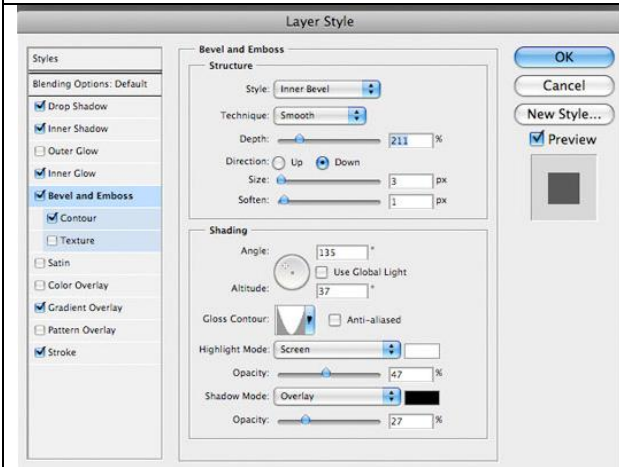 Layer Style
Styles
Blending Options: Default
Drop Shadow
Inner Shadow
Outer Glow
Inner Glow
Bevel and Emboss
Contour
Texture
Satin
Color Overlay
Gradient Overlay
Pattern Overlay
Stroke
Bevel and Emboss
Structure
Style: Inner Bevel
Technique: Smooth
Depth: 211 %
Direction: Up Down
Size: 3 px
Soften: 1 px
Shading
Angle: 135 °
Use Global Light
Altitude: 37 °
Gloss Contour: Anti-aliased
Highlight Mode: Screen
Opacity: 47 %
Shadow Mode: Overlay
Opacity: 27 %
OK
Cancel
New Style...
Preview